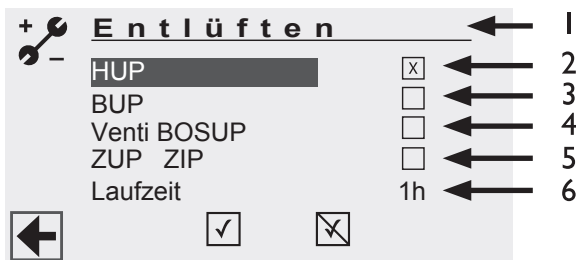 Entlüften 1
HUP X 2
BUP 3
Venti BOSUP 4
ZUP ZIP 5
Laufzeit 1h 6